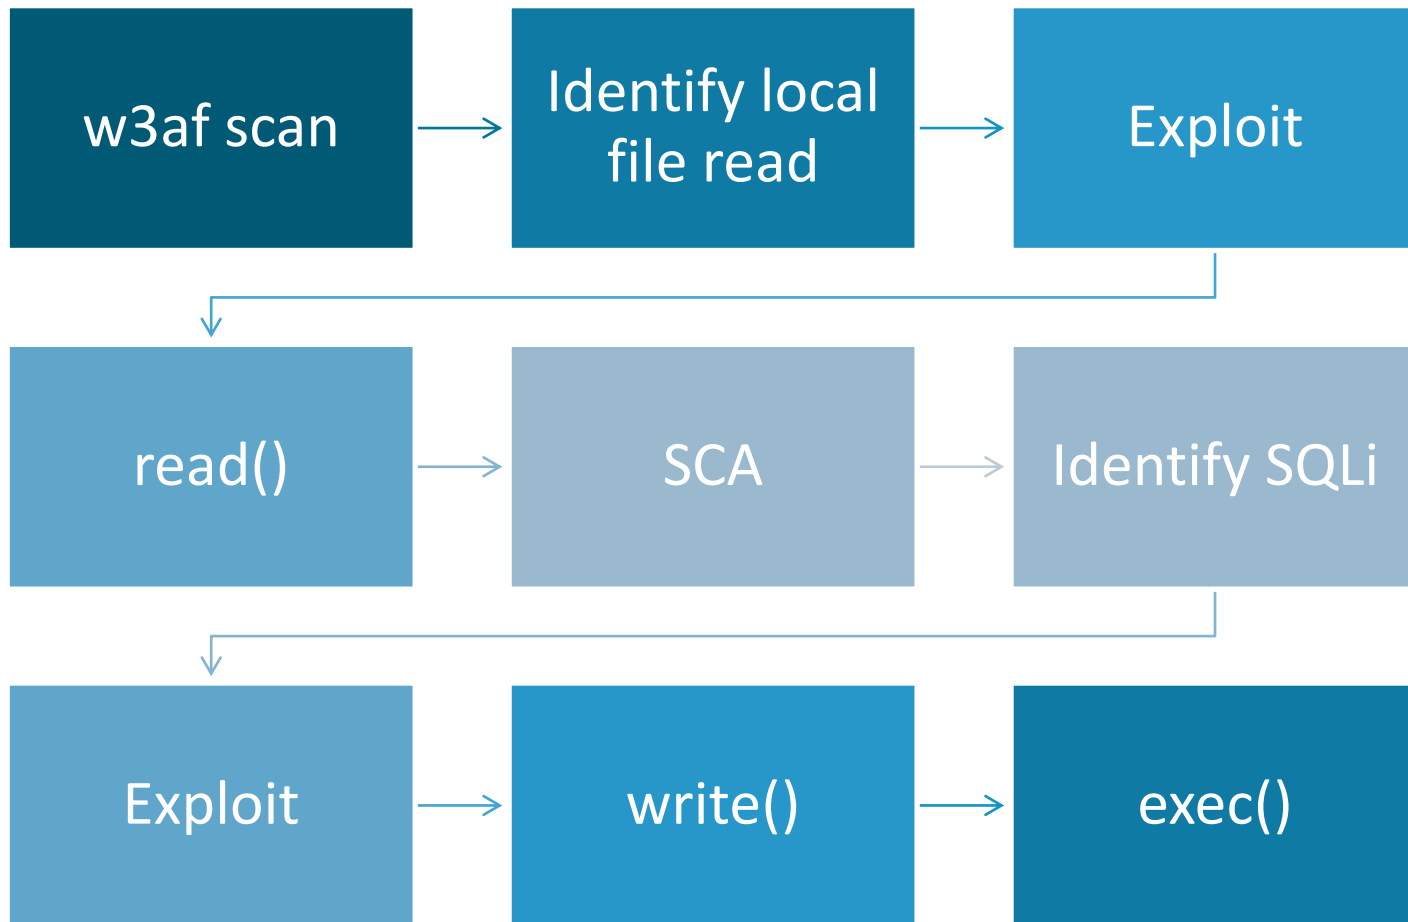 w3af scan
Identify local
file read
Exploit
read()
SCA
Identify SQLi
Exploit
write()
exec()